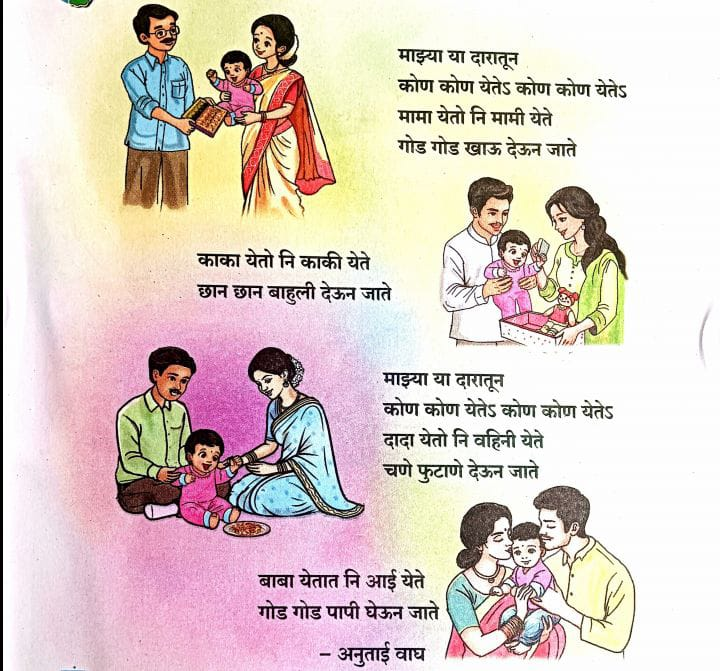 माझ्या या दारातून
कोण कोण येतेऽ कोण कोण येतेऽ
मामा येतो नि मामी येते
गोड गोड खाऊ देऊन जाते
काका येतो नि काकी येते
छान छान बाहुली देऊन जाते
माझ्या या दारातून
कोण कोण येतेऽ कोण कोण येतेऽ
दादा येतो नि वहिनी येते
चणे फुटाणे देऊन जाते
बाबा येतात नि आई येते
गोड गोड पापी घेऊन जाते
– अनुताई वाघ